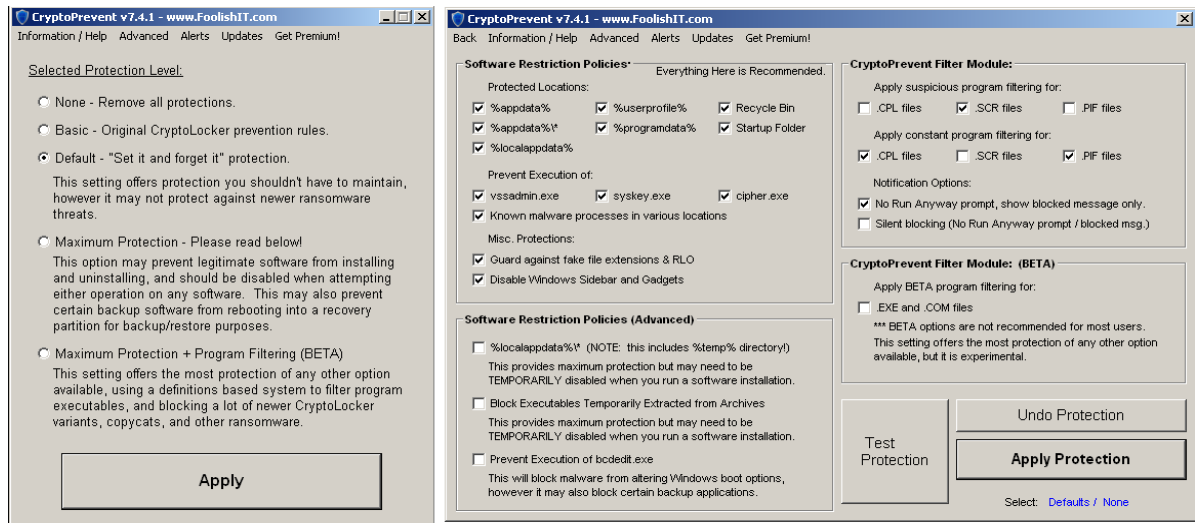 CryptoPrevent v7.4.1 - www.FoolishIT.com
Information / Help Advanced Alerts Updates Get Premium!
Selected Protection Level:
None - Remove all protections.
Basic - Original CryptoLocker prevention rules.
Default - "Set it and forget it" protection.
This setting offers protection you shouldn't have to maintain,
however it may not protect against newer ransomware
threats.
Maximum Protection - Please read below!
This option may prevent legitimate software from installing
and uninstalling, and should be disabled when attempting
either operation on any software. This may also prevent
certain backup software from rebooting into a recovery
partition for backup/restore purposes.
Maximum Protection + Program Filtering (BETA)
This setting offers the most protection of any other option
available, using a definitions based system to filter program
executables, and blocking a lot of newer CryptoLocker
variants, copycats, and other ransomware.
Apply
CryptoPrevent v7.4.1 - www.FoolishIT.com
Back Information / Help Advanced Alerts Updates Get Premium!
Software Restriction Policies* Everything Here is Recommended.
Protected Locations:
%appdata% %userprofile% Recycle Bin
%appdata%\* %programdata% Startup Folder
%localappdata%
Prevent Execution of:
vssadmin.exe syskey.exe cipher.exe
Known malware processes in various locations
Misc. Protections:
Guard against fake file extensions & RLO
Disable Windows Sidebar and Gadgets
Software Restriction Policies (Advanced)
%localappdata%\* (NOTE: this includes %temp% directory!)
This provides maximum protection but may need to be
TEMPORARILY disabled when you run a software installation.
Block Executables Temporarily Extracted from Archives
This provides maximum protection but may need to be
TEMPORARILY disabled when you run a software installation.
Prevent Execution of bcdedit.exe
This will block malware from altering Windows boot options,
however it may also block certain backup applications.
CryptoPrevent Filter Module:
Apply suspicious program filtering for:
.CPL files .SCR files .PIF files
Apply constant program filtering for:
.CPL files .SCR files .PIF files
Notification Options:
No Run Anyway prompt, show blocked message only.
Silent blocking (No Run Anyway prompt / blocked msg.)
CryptoPrevent Filter Module: (BETA)
Apply BETA program filtering for:
.EXE and .COM files
*** BETA options are not recommended for most users.
This setting offers the most protection of any other option
available, but it is experimental.
Test
Protection
Undo Protection
Apply Protection
Select: Defaults / None